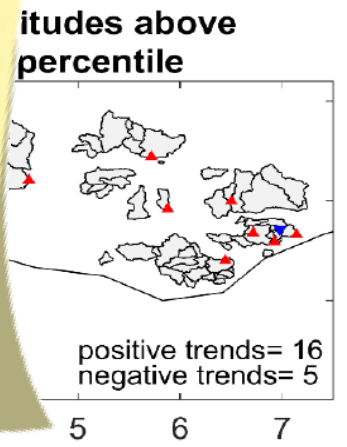 itudes above
percentile
positive trends= 16
negative trends= 5
5 6 7